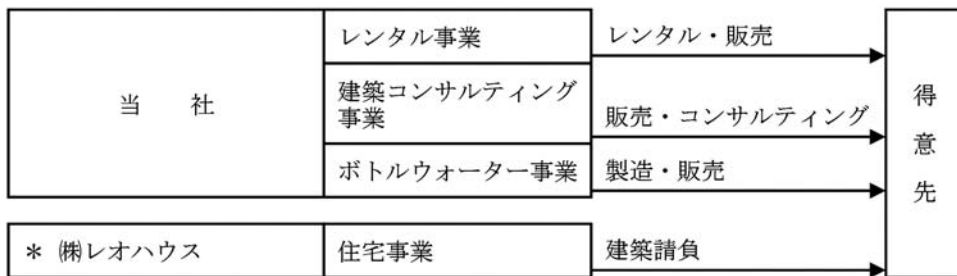 当　社
レンタル事業
レンタル・販売
建築コンサルティング
事業
販売・コンサルティング
ボトルウォーター事業
製造・販売
得意先
＊ ㈱レオハウス
住宅事業
建築請負